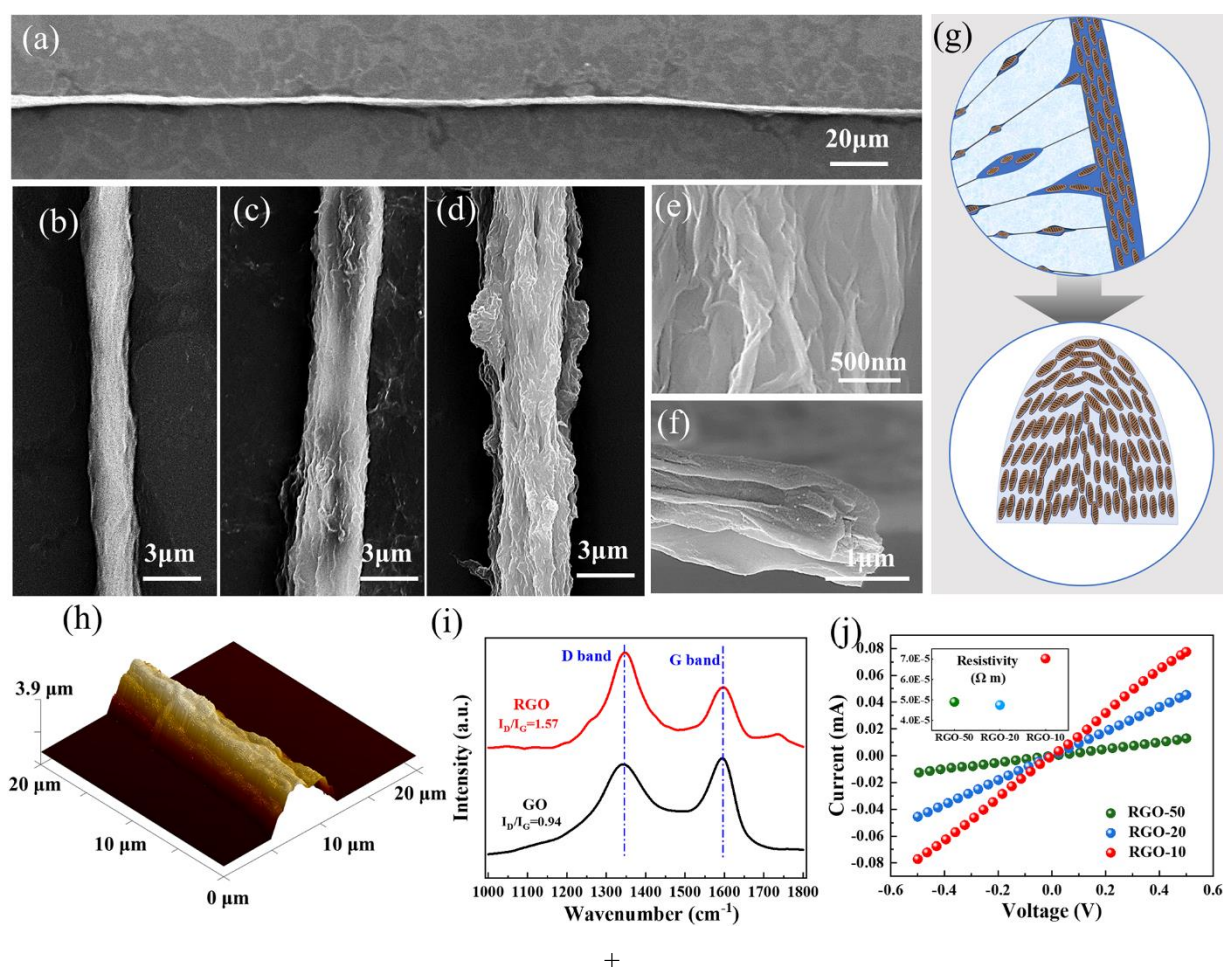 (a)
20μm
(b)
3μm
(c)
3μm
(d)
3μm
(e)
500nm
(f)
1μm
(g)
(h)
3.9 μm
20 μm
10 μm
0 μm
10 μm
20 μm
(i)
D band
G band
RGO
I_D/I_G=1.57
GO
I_D/I_G=0.94
Intensity (a.u.)
1000 1100 1200 1300 1400 1500 1600 1700 1800
Wavenumber (cm⁻¹)
(j)
0.08
0.06
0.04
0.02
0.00
-0.02
-0.04
-0.06
-0.08
Current (mA)
7.0E-5
6.0E-5
5.0E-5
4.0E-5
Resistivity
(Ω m)
RGO-50 RGO-20 RGO-10
RGO-50
RGO-20
RGO-10
-0.6 -0.4 -0.2 0.0 0.2 0.4 0.6
Voltage (V)
+